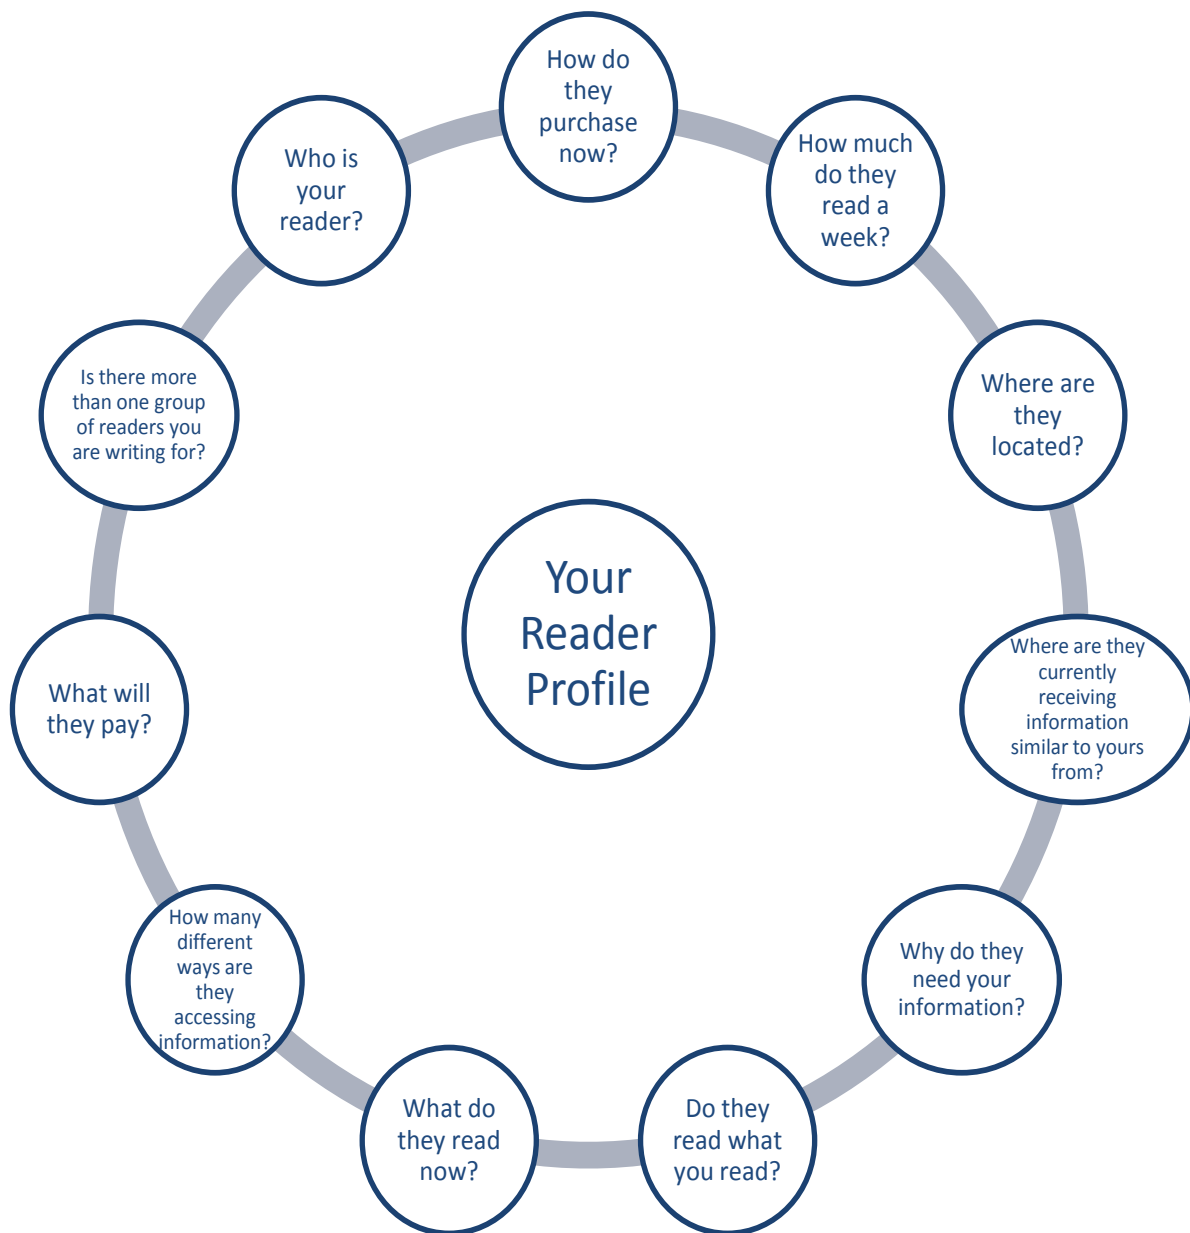 How do
they
purchase
now?
How much
do they
read a
week?
Where are
they
located?
Where are they
currently
receiving
information
similar to yours
from?
Why do they
need your
information?
Do they
read what
you read?
What do
they read
now?
How many
different
ways are
they
accessing
information?
What will
they pay?
Is there more
than one group
of readers you
are writing for?
Who is
your
reader?
Your
Reader
Profile